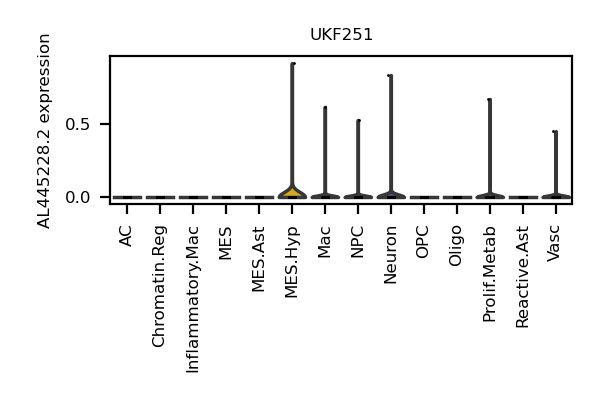 UKF251
AL445228.2 expression
0.5
0.0
AC
Chromatin.Reg
Inflammatory.Mac
MES
MES.Ast
MES.Hyp
Mac
NPC
Neuron
OPC
Oligo
Prolif.Metab
Reactive.Ast
Vasc